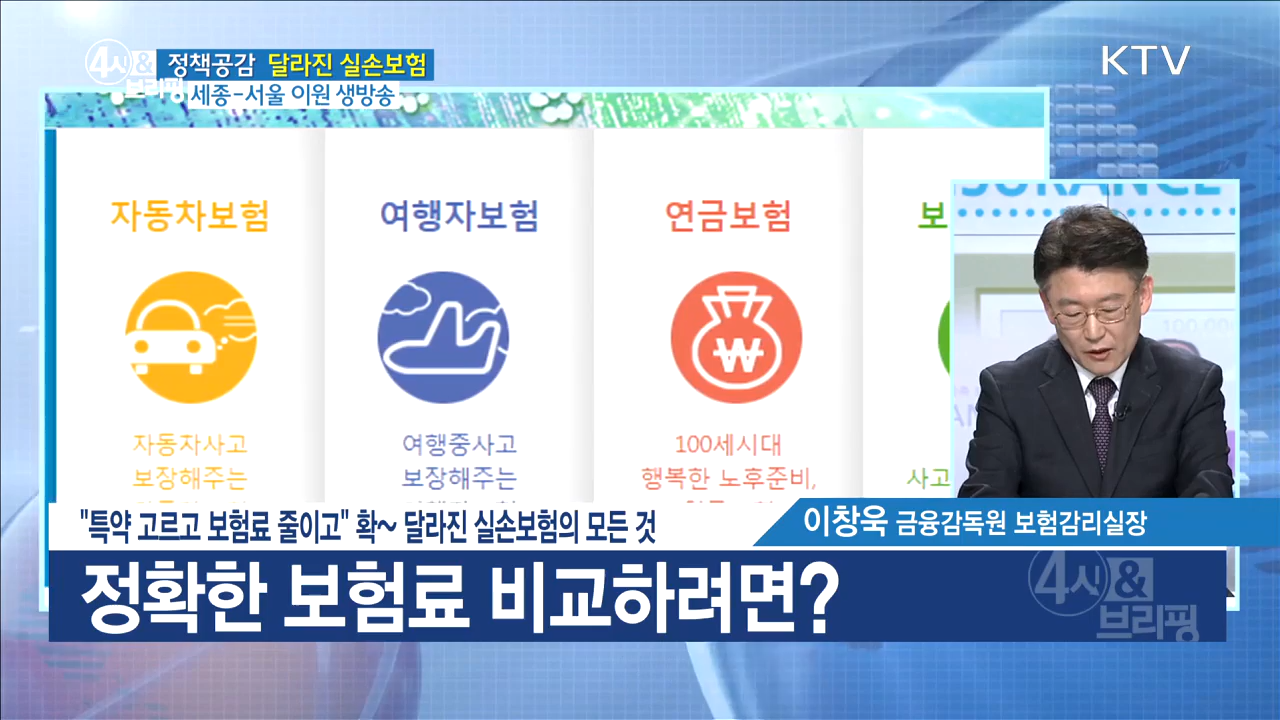 4시&
브리핑
정책공감 달라진 실손보험
세종-서울 이원 생방송
KTV
자동차보험
여행자보험
연금보험
보
자동차사고
보장해주는
여행중사고
보장해주는
100세시대
행복한 노후준비,
사고
SURANCE
100,00
"특약 고르고 보험료 줄이고" 확~ 달라진 실손보험의 모든 것
이창욱 금융감독원 보험감리실장
정확한 보험료 비교하려면?
4시&
브리핑